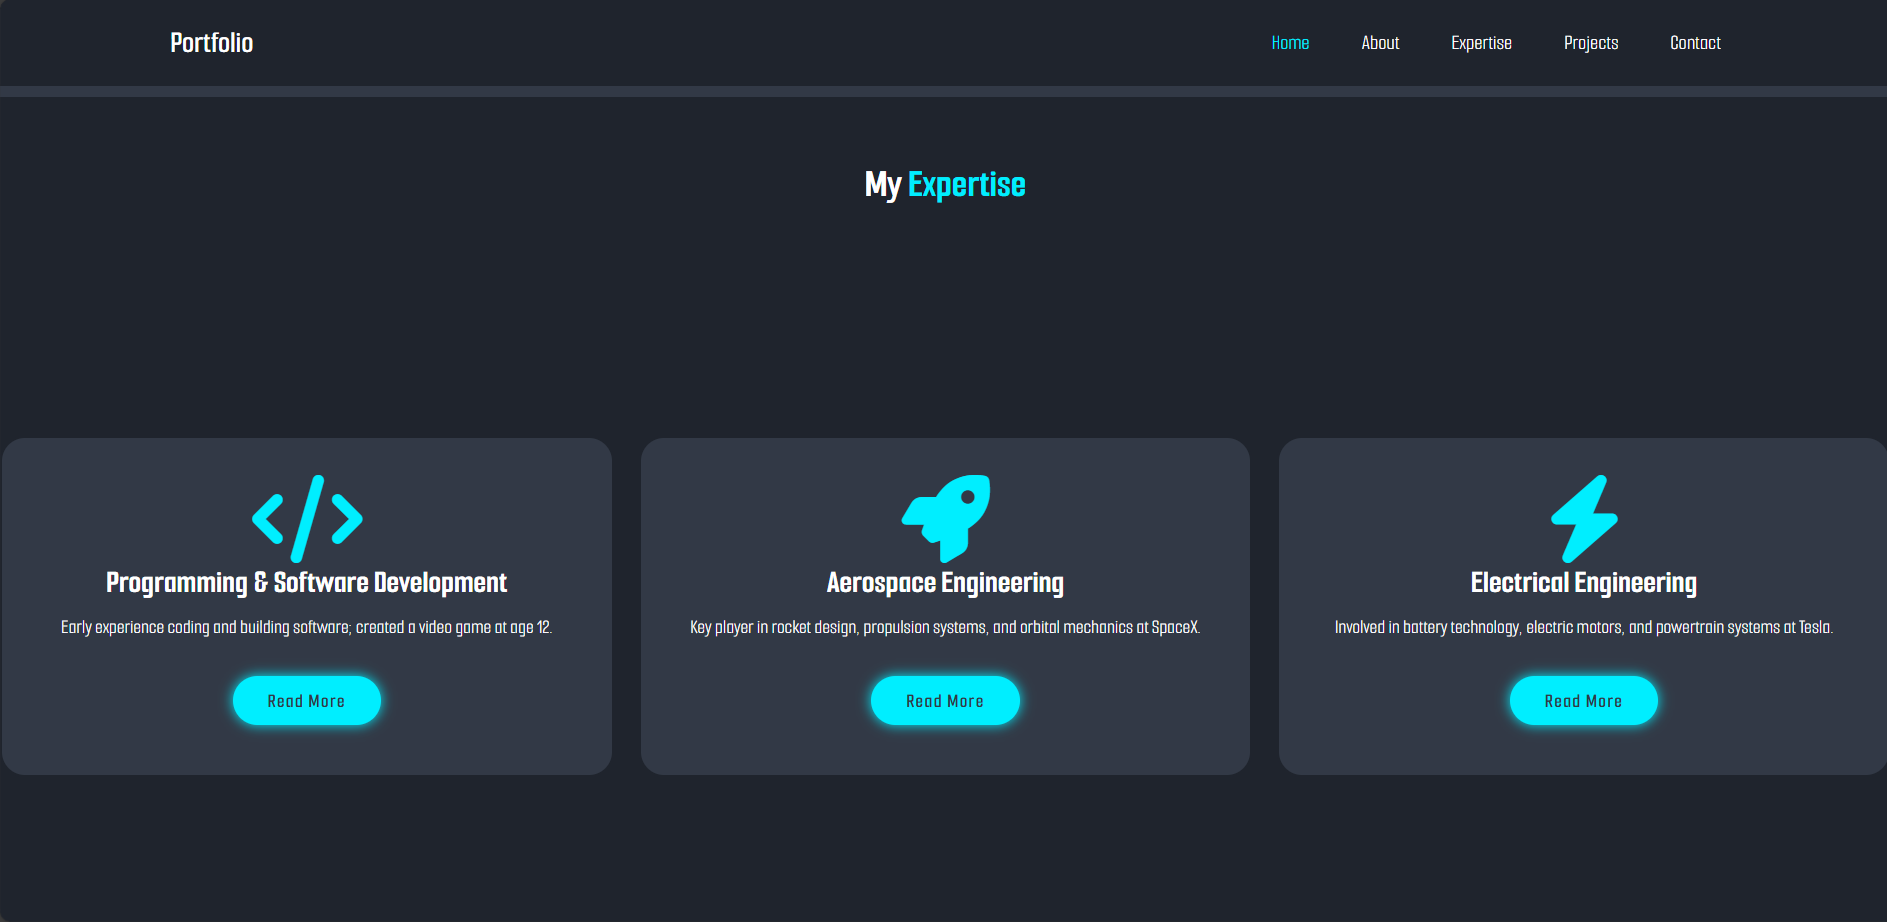 Portfolio
Home About Expertise Projects Contact
My Expertise
Programming & Software Development
Early experience coding and building software; created a video game at age 12.
Read More
Aerospace Engineering
Key player in rocket design, propulsion systems, and orbital mechanics at SpaceX.
Read More
Electrical Engineering
Involved in battery technology, electric motors, and powertrain systems at Tesla.
Read More